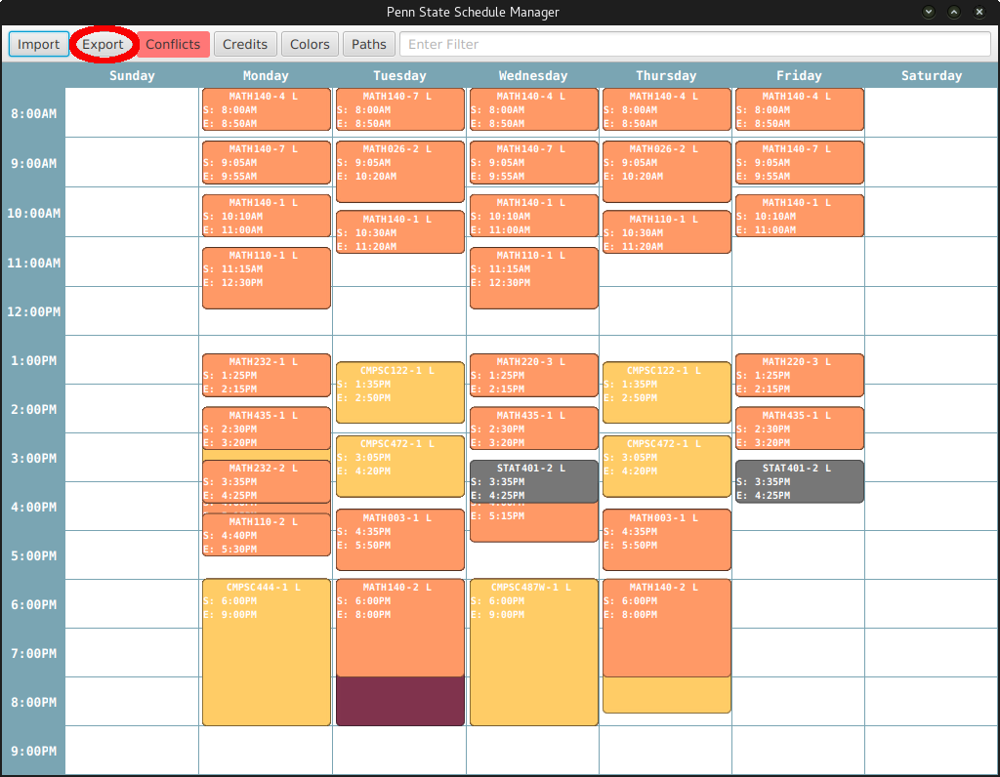 Penn State Schedule Manager
Import Export Conflicts Credits Colors Paths Enter Filter
Sunday Monday Tuesday Wednesday Thursday Friday Saturday
8:00AM
9:00AM
10:00AM
11:00AM
12:00PM
1:00PM
2:00PM
3:00PM
4:00PM
5:00PM
6:00PM
7:00PM
8:00PM
9:00PM
MATH140-4 L
S: 8:00AM
E: 8:50AM
MATH140-7 L
S: 9:05AM
E: 9:55AM
MATH140-1 L
S: 10:10AM
E: 11:00AM
MATH110-1 L
S: 11:15AM
E: 12:30PM
MATH232-1 L
S: 1:25PM
E: 2:15PM
MATH435-1 L
S: 2:30PM
E: 3:20PM
MATH232-2 L
S: 3:35PM
E: 4:25PM
MATH110-2 L
S: 4:40PM
E: 5:30PM
CMPSC444-1 L
S: 6:00PM
E: 9:00PM
MATH140-7 L
S: 8:00AM
E: 8:50AM
MATH026-2 L
S: 9:05AM
E: 10:20AM
MATH140-1 L
S: 10:30AM
E: 11:20AM
CMPSC122-1 L
S: 1:35PM
E: 2:50PM
CMPSC472-1 L
S: 3:05PM
E: 4:20PM
MATH003-1 L
S: 4:35PM
E: 5:50PM
MATH140-2 L
S: 6:00PM
E: 8:00PM
MATH140-4 L
S: 8:00AM
E: 8:50AM
MATH140-7 L
S: 9:05AM
E: 9:55AM
MATH140-1 L
S: 10:10AM
E: 11:00AM
MATH110-1 L
S: 11:15AM
E: 12:30PM
MATH220-3 L
S: 1:25PM
E: 2:15PM
MATH435-1 L
S: 2:30PM
E: 3:20PM
STAT401-2 L
S: 3:35PM
E: 4:25PM
E: 5:15PM
CMPSC487W-1 L
S: 6:00PM
E: 9:00PM
MATH140-4 L
S: 8:00AM
E: 8:50AM
MATH026-2 L
S: 9:05AM
E: 10:20AM
MATH110-1 L
S: 10:30AM
E: 11:20AM
CMPSC122-1 L
S: 1:35PM
E: 2:50PM
CMPSC472-1 L
S: 3:05PM
E: 4:20PM
MATH003-1 L
S: 4:35PM
E: 5:50PM
MATH140-2 L
S: 6:00PM
E: 8:00PM
MATH140-4 L
S: 8:00AM
E: 8:50AM
MATH140-7 L
S: 9:05AM
E: 9:55AM
MATH140-1 L
S: 10:10AM
E: 11:00AM
MATH220-3 L
S: 1:25PM
E: 2:15PM
MATH435-1 L
S: 2:30PM
E: 3:20PM
STAT401-2 L
S: 3:35PM
E: 4:25PM